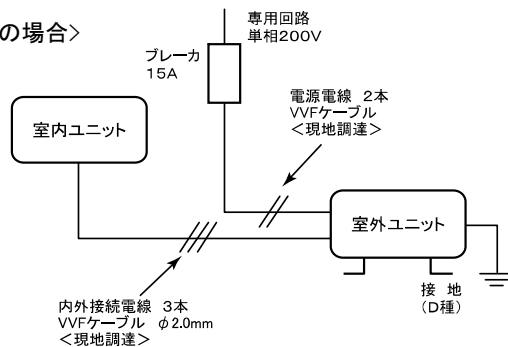 の場合>
専用回路
単相200V
ブレーカ
15A
電源電線 2本
VVFケーブル
<現地調達>
室内ユニット
室外ユニット
接 地
(D種)
内外接続電線 3本
VVFケーブル φ2.0mm
<現地調達>